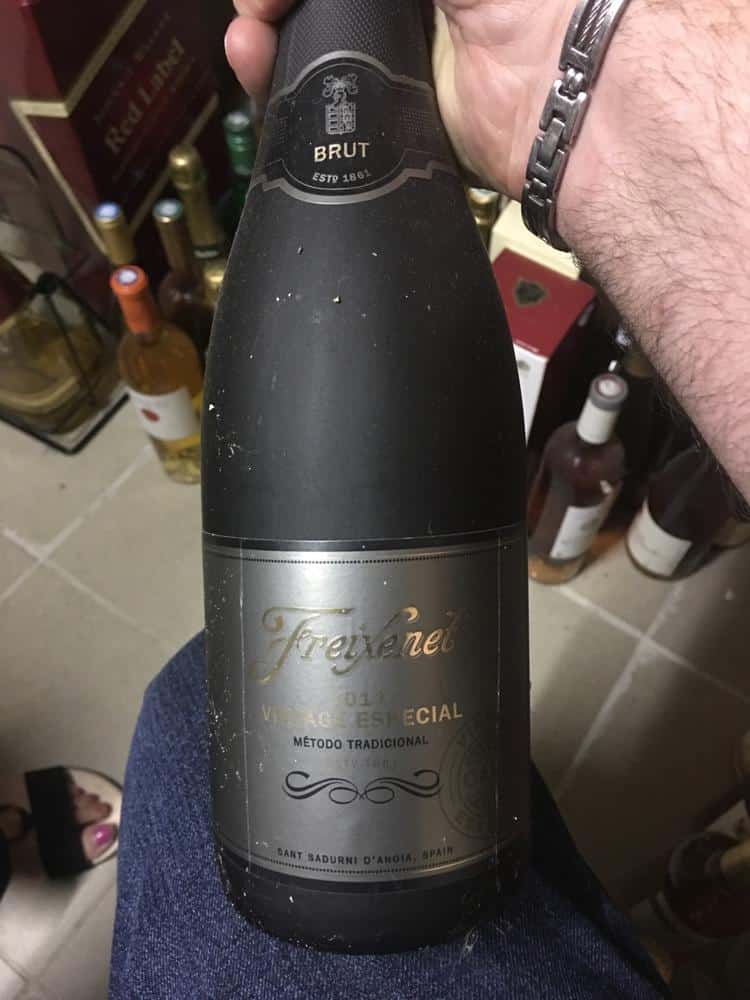 Red Label
BRUT
ESTD 1861
Freixenet
VINTAGE ESPECIAL
MÉTODO TRADICIONAL
SANT SADURNI D'ANOIA, SPAIN